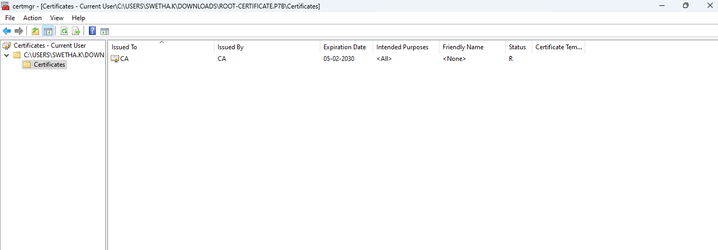 certmgr - [Certificates - Current User\C:\USERS\SWETHA.K\DOWNLOADS\ROOT-CERTIFICATE.P7B\Certificates]
File Action View Help
Certificates - Current User
C:\USERS\SWETHA.K\DOWN
Certificates
Issued To Issued By Expiration Date Intended Purposes Friendly Name Status Certificate Tem...
CA CA 05-02-2030 <All> <None> R